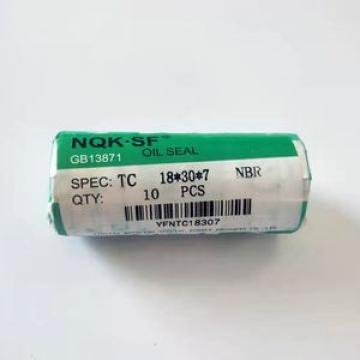 NQK·SF
GB13871 OIL SEAL
SPEC: TC 18*30*7 NBR
QTY: 10 PCS
YFNTC18307